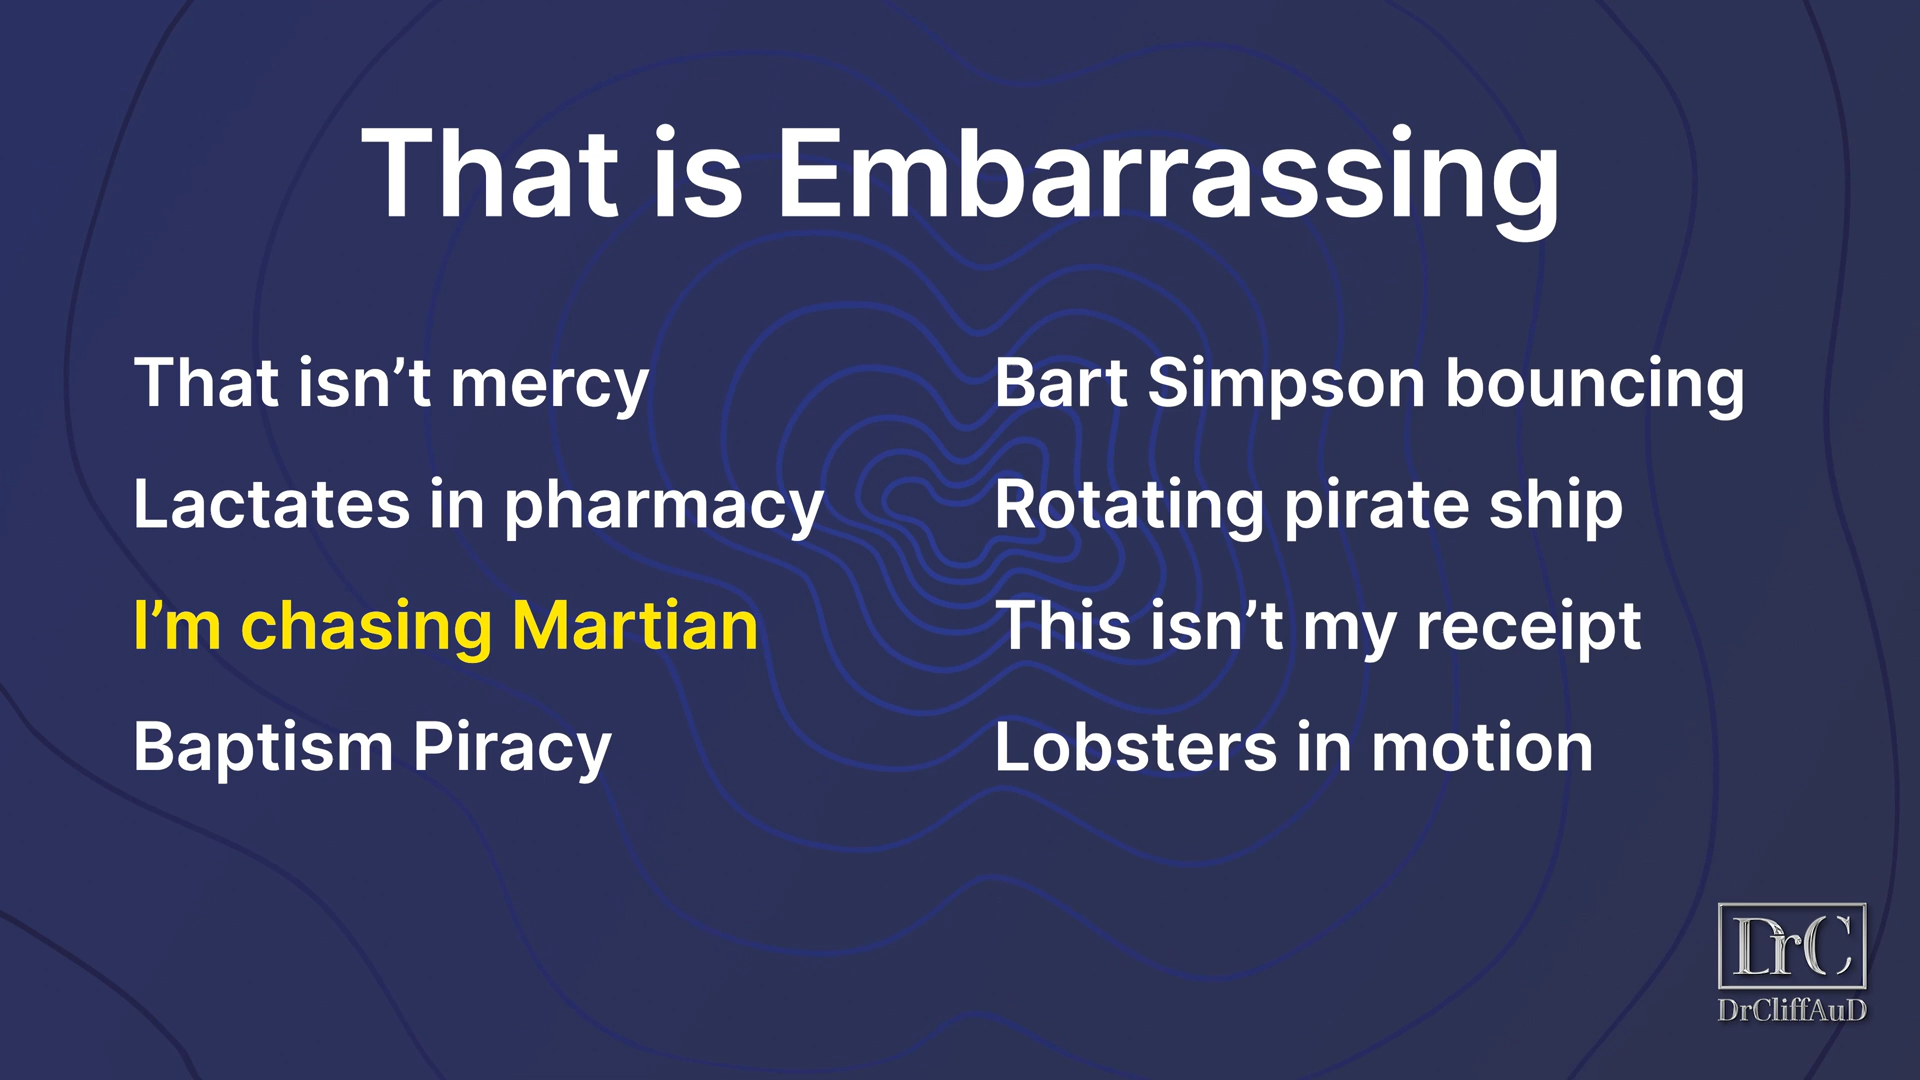 That is Embarrassing
That isn’t mercy
Lactates in pharmacy
I’m chasing Martian
Baptism Piracy
Bart Simpson bouncing
Rotating pirate ship
This isn’t my receipt
Lobsters in motion
DrC
DrCliffAuD